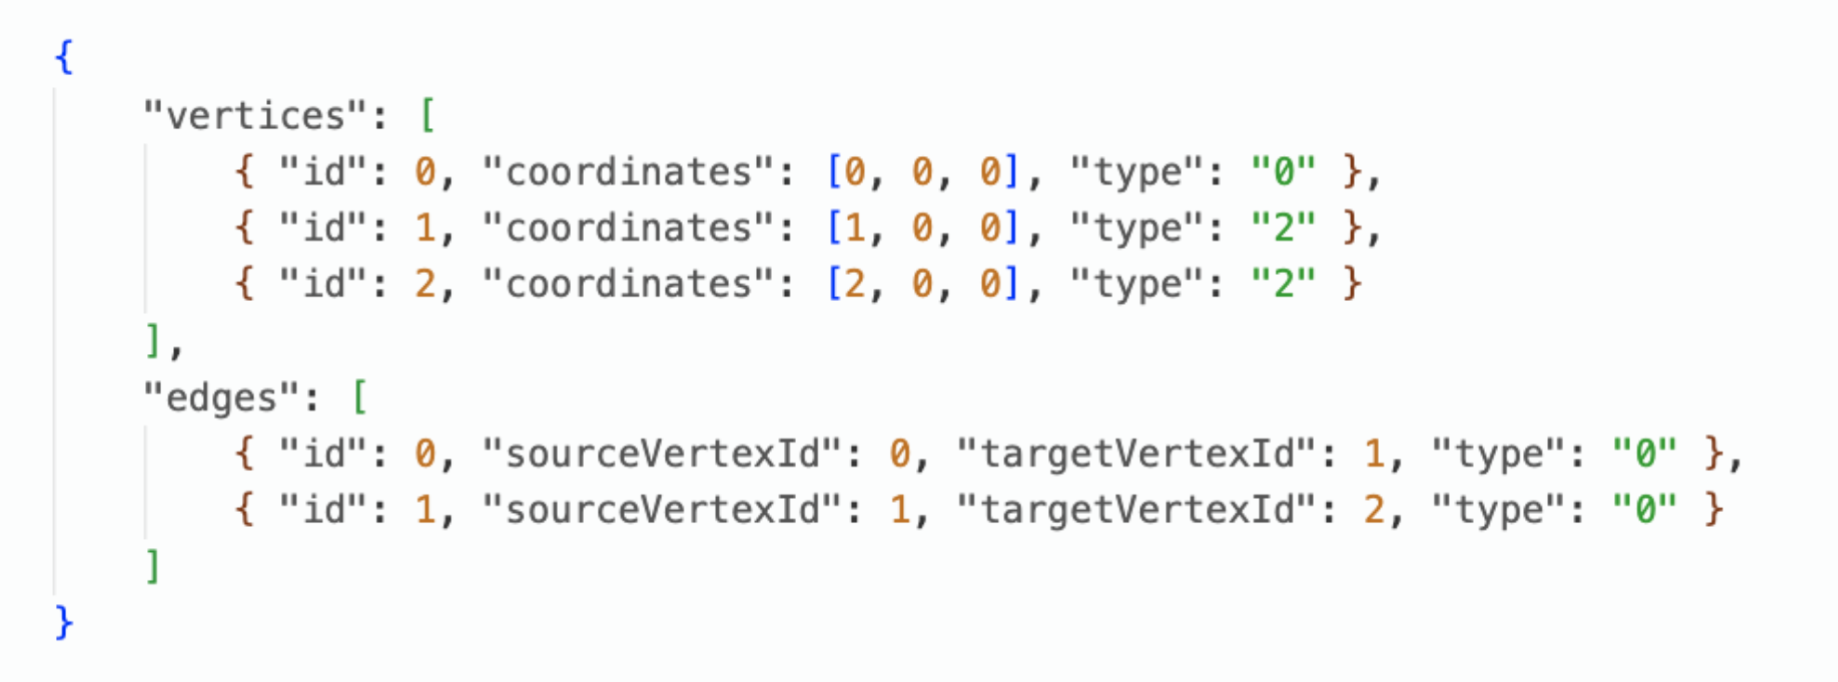 {
    "vertices": [
        { "id": 0, "coordinates": [0, 0, 0], "type": "0" },
        { "id": 1, "coordinates": [1, 0, 0], "type": "2" },
        { "id": 2, "coordinates": [2, 0, 0], "type": "2" }
    ],
    "edges": [
        { "id": 0, "sourceVertexId": 0, "targetVertexId": 1, "type": "0" },
        { "id": 1, "sourceVertexId": 1, "targetVertexId": 2, "type": "0" }
    ]
}